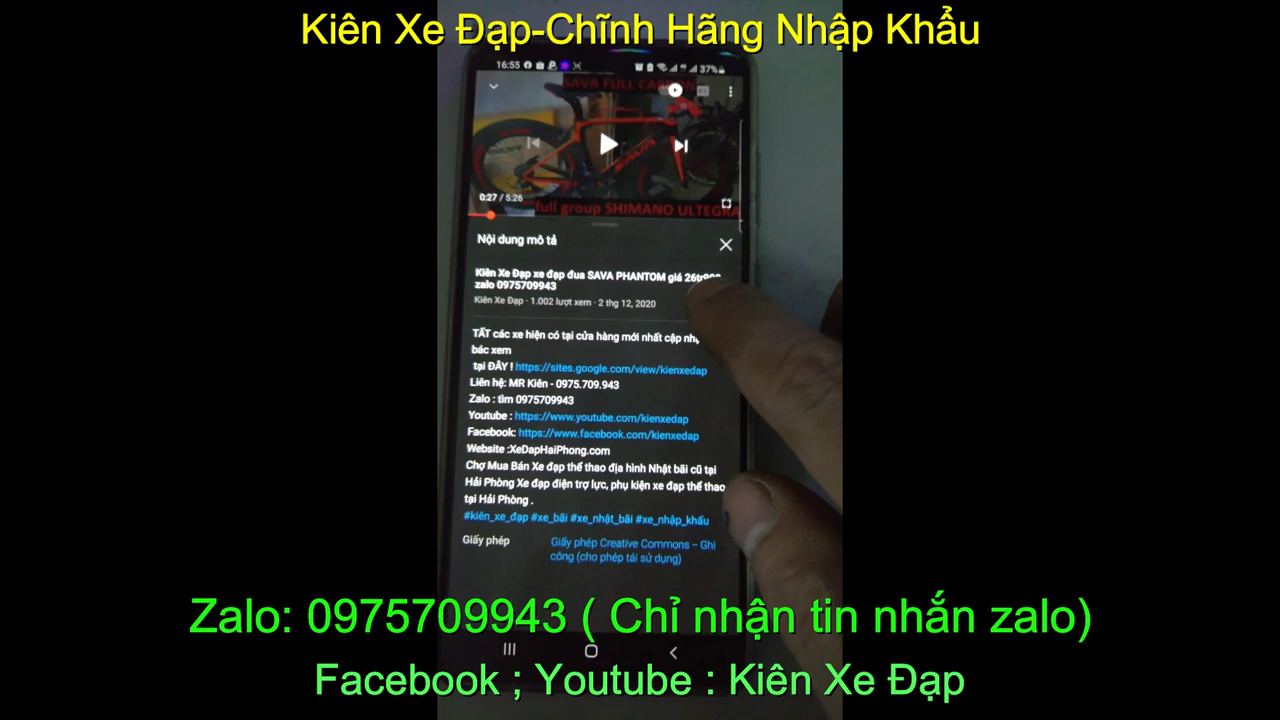 Kiên Xe Đạp-Chĩnh Hãng Nhập Khẩu
16:55
37%
SAVA FULL CARBON
0:27 / 5:26
full group SHIMANO ULTEGRA
Nội dung mô tả
Kiên Xe Đạp xe đạp đua SAVA PHANTOM giá
zalo 0975709943
Kiên Xe Đạp · 1.002 lượt xem · 2 thg 12, 2020
TẤT các xe hiện có tại cửa hàng mới nhất cập
bác xem
tại ĐÂY ! https://sites.google.com/view/kienxedap
Liên hệ: MR Kiên - 0975.709.943
Zalo : tìm 0975709943
Youtube : https://www.youtube.com/kienxedap
Facebook: https://www.facebook.com/kienxedap
Website :XeDapHaiPhong.com
Chợ Mua Bán Xe đạp thể thao địa hình Nhật bãi cũ tại
Hải Phòng Xe đạp điện trợ lực, phụ kiện xe đạp thể thao
tại Hải Phòng .
#kiên_xe_đạp #xe_bãi #xe_nhật_bãi #xe_nhập_khẩu
Giấy phép Giấy phép Creative Commons – Ghi
công (cho phép tái sử dụng)
Zalo: 0975709943 ( Chỉ nhận tin nhắn zalo)
Facebook ; Youtube : Kiên Xe Đạp